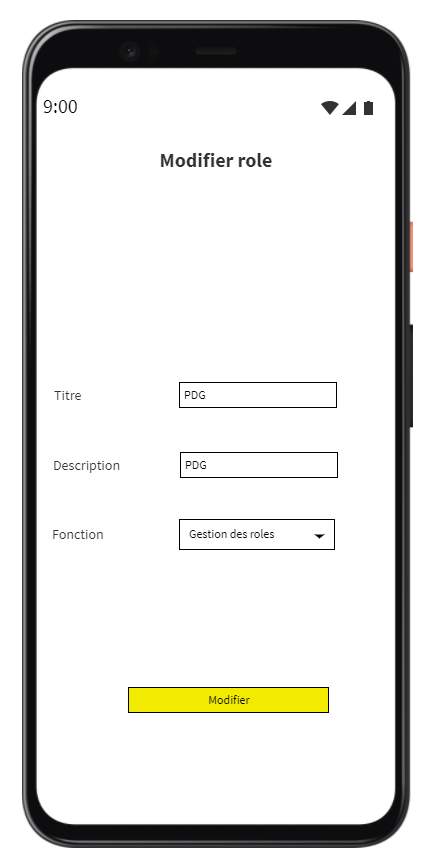 9:00
Modifier role
Titre
PDG
Description
PDG
Fonction
Gestion des roles
Modifier